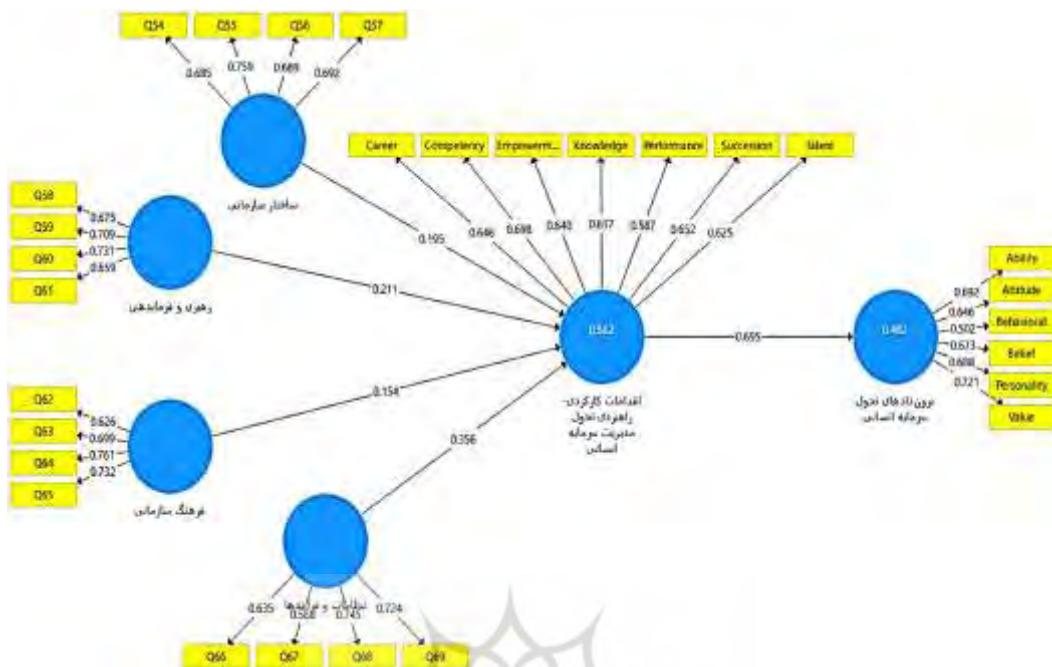 Q54 Q55 Q56 Q57
0.685 0.759 0.689 0.692
ساختار سازمانی
Career Competency Empowerm... Knowledge Performance Succession Talent
0.646 0.698 0.640 0.617 0.587 0.652 0.625
Q58
Q59
Q60
Q61
0.675
0.709
0.731
0.659
رهبری و فرماندهی
0.195
0.211
0.154
0.356
Q62
Q63
Q64
Q65
0.626
0.699
0.761
0.732
فرهنگ سازمانی
اقدامات کارکردی-
راهبردی تحول
مدیریت سرمایه
انسانی
0.695
0.482
برون‌دادهای تحول
سرمایه انسانی
Ability
Attitude
Behavioral.
Belief
Personality
Value
0.692
0.646
0.502
0.673
0.688
0.721
و فرآیندها
0.635 0.745 0.724
Q66 Q67 Q68 Q69